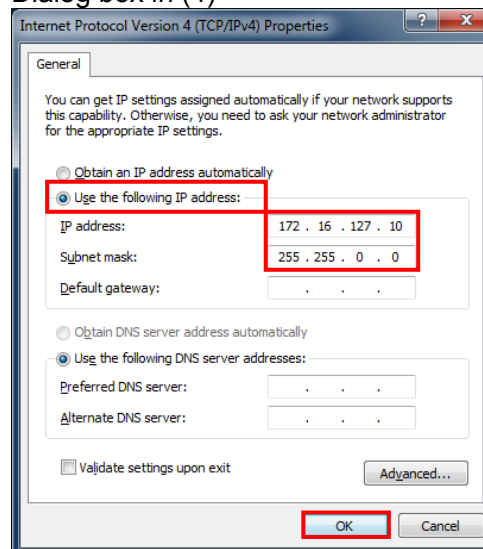 Dialog box in (4)
Internet Protocol Version 4 (TCP/IPv4) Properties
General
You can get IP settings assigned automatically if your network supports
this capability. Otherwise, you need to ask your network administrator
for the appropriate IP settings.
Obtain an IP address automatically
Use the following IP address:
IP address: 172 . 16 . 127 . 10
Subnet mask: 255 . 255 . 0 . 0
Default gateway: . . .
Obtain DNS server address automatically
Use the following DNS server addresses:
Preferred DNS server: . . .
Alternate DNS server: . . .
Validate settings upon exit
Advanced...
OK Cancel